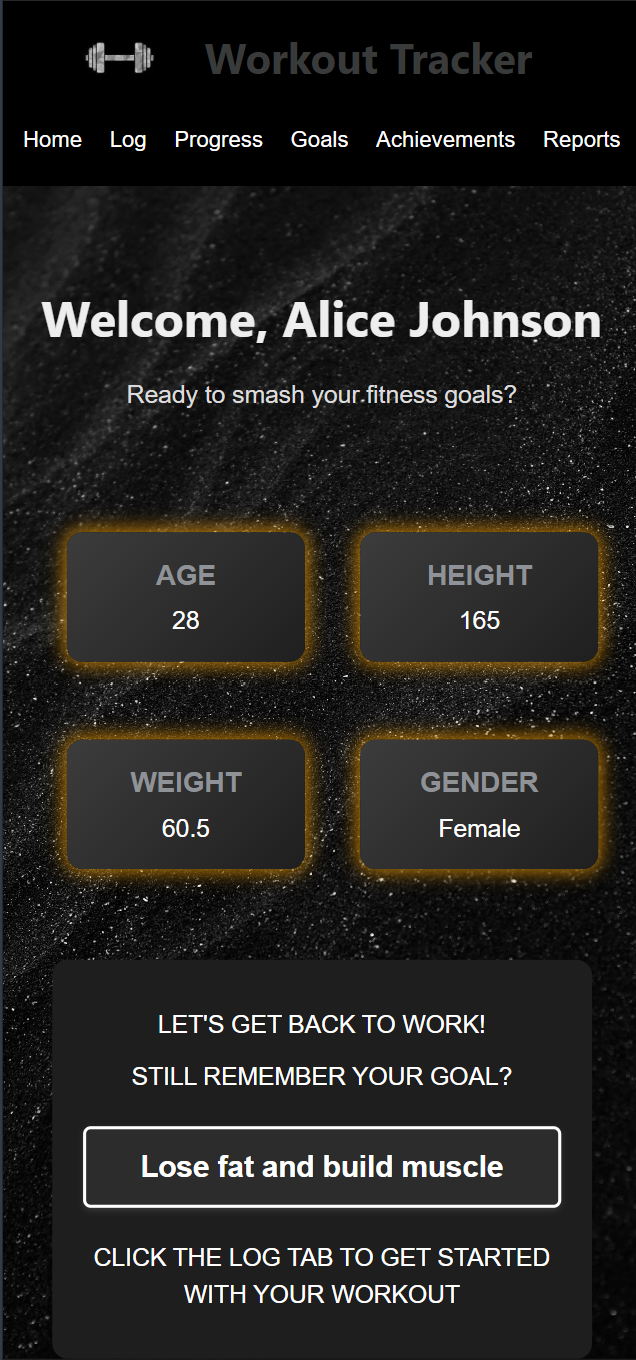 Workout Tracker
Home Log Progress Goals Achievements Reports
Welcome, Alice Johnson
Ready to smash your fitness goals?
AGE
28
HEIGHT
165
WEIGHT
60.5
GENDER
Female
LET'S GET BACK TO WORK!
STILL REMEMBER YOUR GOAL?
Lose fat and build muscle
CLICK THE LOG TAB TO GET STARTED
WITH YOUR WORKOUT